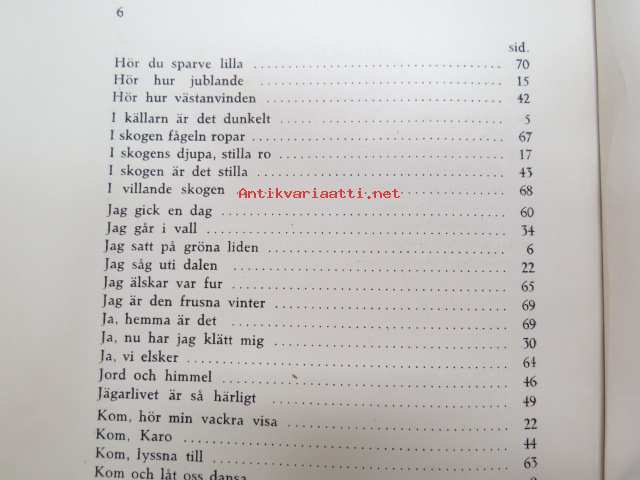 6
sid.
Hör du sparve lilla 70
Hör hur jublande 15
Hör hur västanvinden 42
I källarn är det dunkelt 5
I skogen fågeln ropar 67
I skogens djupa, stilla ro 17
I skogen är det stilla 43
I villande skogen 68
Antikvariaatti.net
Jag gick en dag 60
Jag går i vall 34
Jag satt på gröna liden 6
Jag såg uti dalen 22
Jag älskar var fur 65
Jag är den frusna vinter 69
Ja, hemma är det 69
Ja, nu har jag klätt mig 30
Ja, vi elsker 64
Jord och himmel 46
Jägarlivet är så härligt 49
Kom, hör min vackra visa 22
Kom, Karo 44
Kom, lyssna till 63
Kom och låt oss dansa